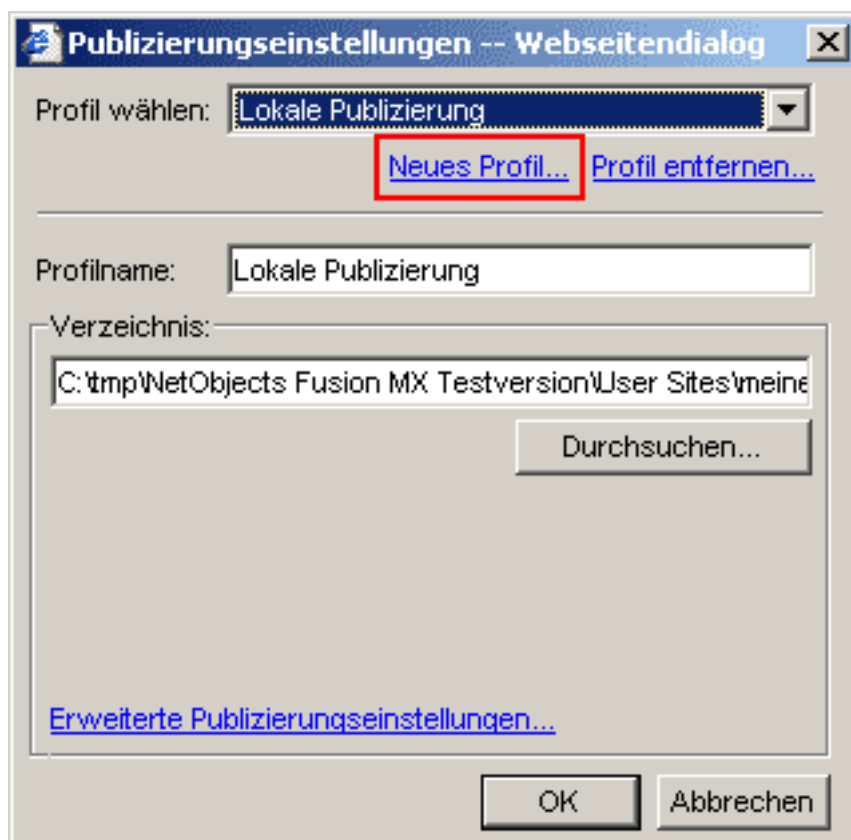 Publizierungseinstellungen -- Webseitendialog
Profil wählen: Lokale Publizierung
Neues Profil... Profil entfernen...
Profilname: Lokale Publizierung
Verzeichnis:
C:\tmp\NetObjects Fusion MX Testversion\User Sites\meine
Durchsuchen...
Erweiterte Publizierungseinstellungen...
OK Abbrechen